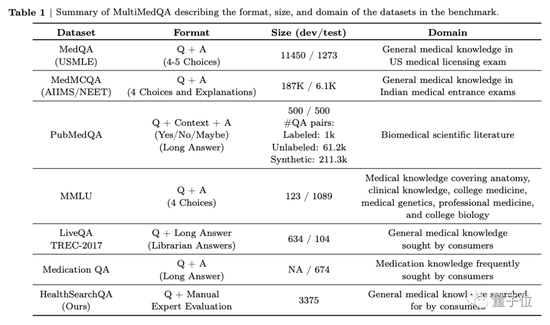 Table 1 | Summary of MultiMedQA describing the format, size, and domain of the datasets in the benchmark.
Dataset Format Size (dev/test) Domain
MedQA
(USMLE)
Q + A
(4-5 Choices)
11450 / 1273
General medical knowledge in
US medical licensing exam
MedMCQA
(AIIMS/NEET)
Q + A
(4 Choices and Explanations)
187K / 6.1K
General medical knowledge in
Indian medical entrance exams
PubMedQA
Q + Context + A
(Yes/No/Maybe)
(Long Answer)
500 / 500
#QA pairs:
Labeled: 1k
Unlabeled: 61.2k
Synthetic: 211.3k
Biomedical scientific literature
MMLU
Q + A
(4 Choices)
123 / 1089
Medical knowledge covering anatomy,
clinical knowledge, college medicine,
medical genetics, professional medicine,
and college biology
LiveQA
TREC-2017
Q + Long Answer
(Librarian Answers)
634 / 104
General medical knowledge
sought by consumers
Medication QA
Q + A
(Long Answer)
NA / 674
Medication knowledge frequently
sought by consumers
HealthSearchQA
(Ours)
Q + Manual
Expert Evaluation
3375
General medical searched
for by consumers
量子位